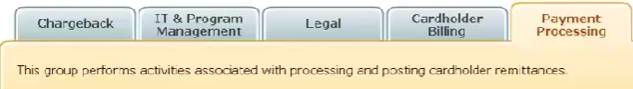 Chargeback
IT & Program
Management
Legal
Cardholder
Billing
Payment
Processing
This group performs activities associated with processing and posting cardholder remittances.